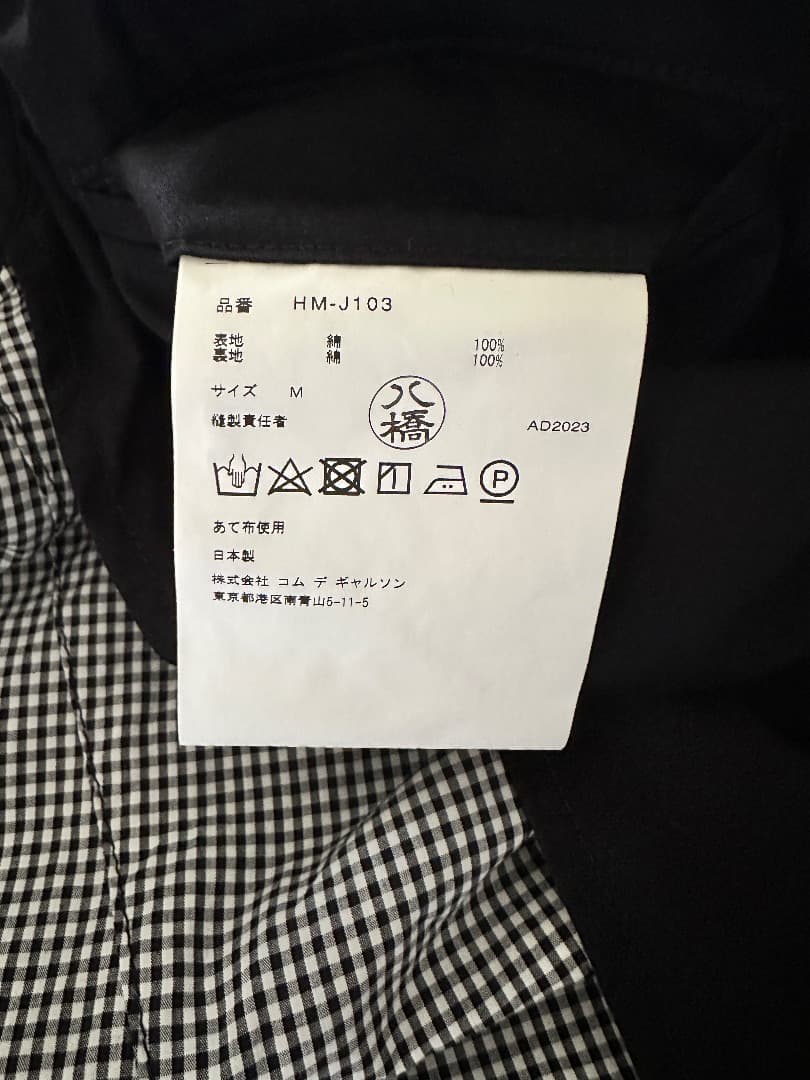 品番 HM-J103
表地 綿 100%
裏地 綿 100%
サイズ M
八橋
縫製責任者 AD2023
P
あて布使用
日本製
株式会社 コム デ ギャルソン
東京都港区南青山5-11-5